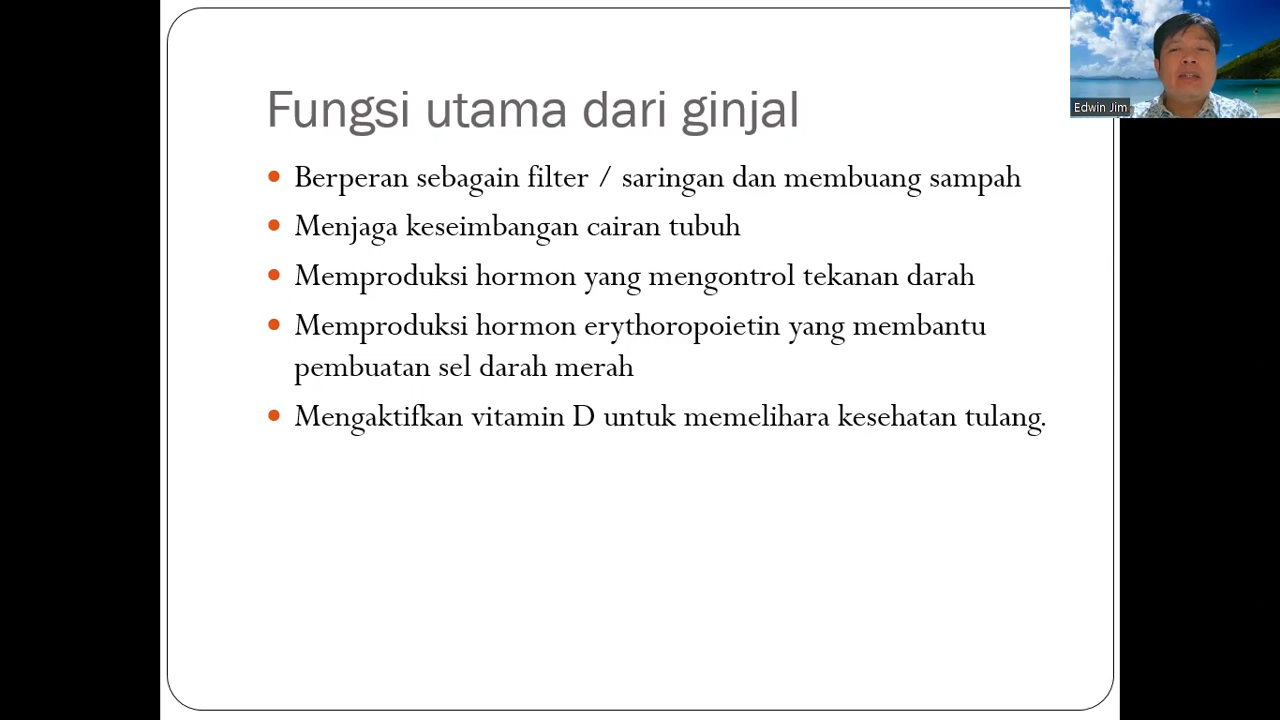 Fungsi utama dari ginjal
Berperan sebagain filter / saringan dan membuang sampah
Menjaga keseimbangan cairan tubuh
Memproduksi hormon yang mengontrol tekanan darah
Memproduksi hormon erythoropoietin yang membantu
pembuatan sel darah merah
Mengaktifkan vitamin D untuk memelihara kesehatan tulang.
Edwin Jim